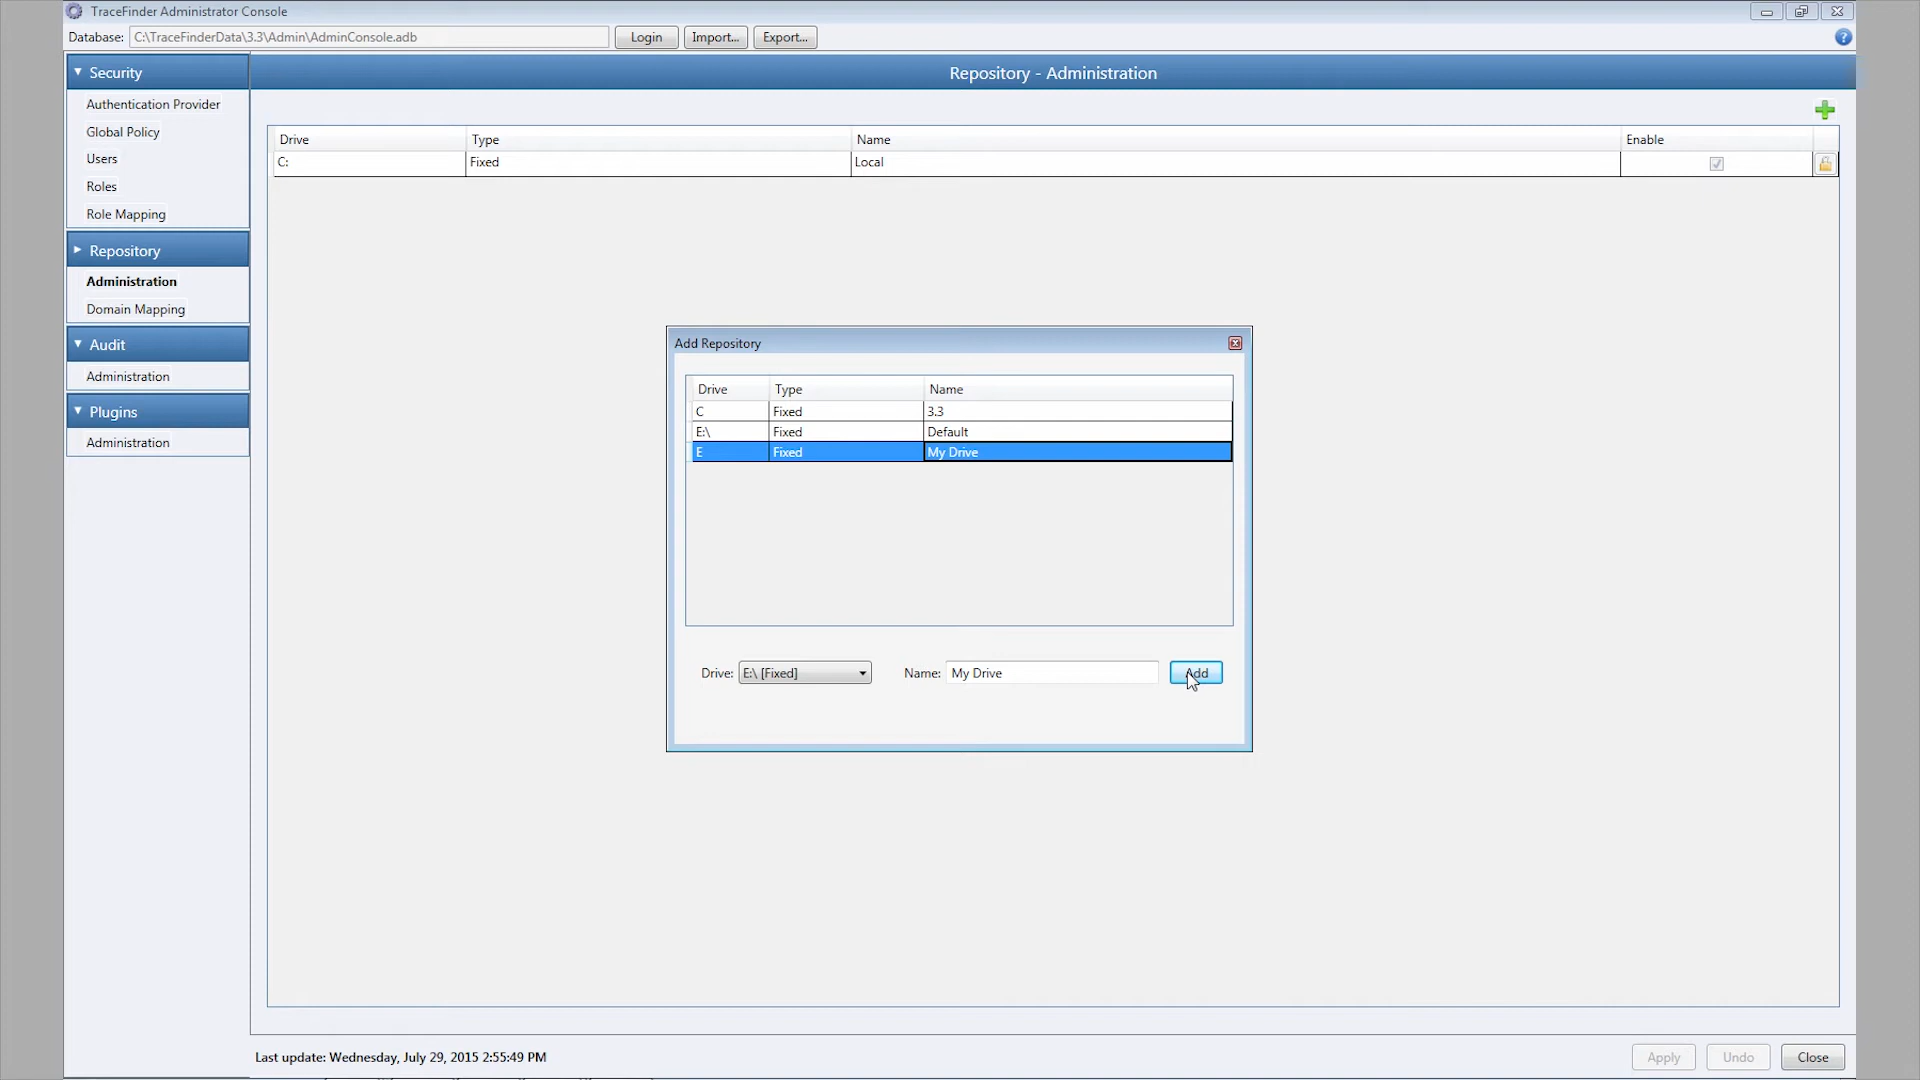 TraceFinder Administrator Console
Database: C:\TraceFinderData\3.3\Admin\AdminConsole.adb Login Import... Export...
Security
Authentication Provider
Global Policy
Users
Roles
Role Mapping
Repository
Administration
Domain Mapping
Audit
Administration
Plugins
Administration
Repository - Administration
Drive Type Name Enable
C: Fixed Local
Add Repository
Drive Type Name
C Fixed 3.3
E:\ Fixed Default
E Fixed My Drive
Drive: E:\ [Fixed] Name: My Drive Add
Last update: Wednesday, July 29, 2015 2:55:49 PM
Apply Undo Close